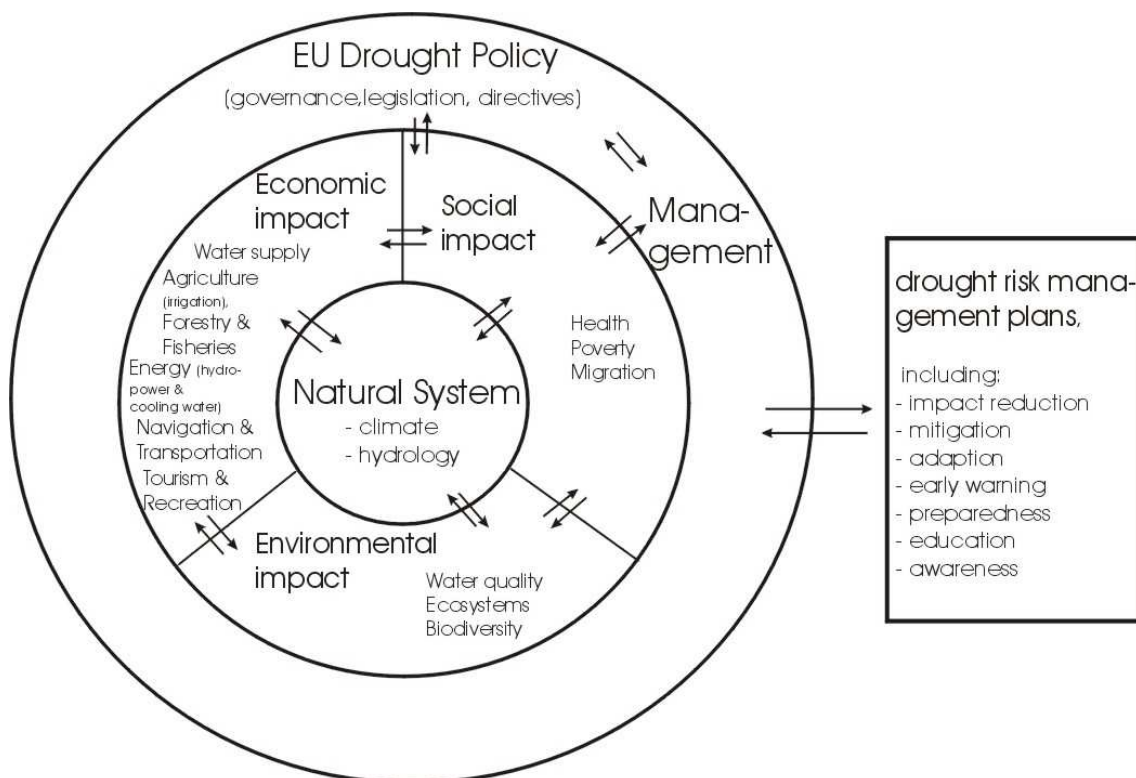 EU Drought Policy
(governance,legislation, directives)
Economic
impact
Water supply
Agriculture
(irrigation),
Forestry &
Fisheries
Energy (hydro-
power &
cooling water)
Navigation &
Transportation
Tourism &
Recreation
Social
impact
Health
Poverty
Migration
Mana-
gement
Natural System
- climate
- hydrology
Environmental
impact
Water quality
Ecosystems
Biodiversity
drought risk mana-
gement plans,
including:
- impact reduction
- mitigation
- adaption
- early warning
- preparedness
- education
- awareness